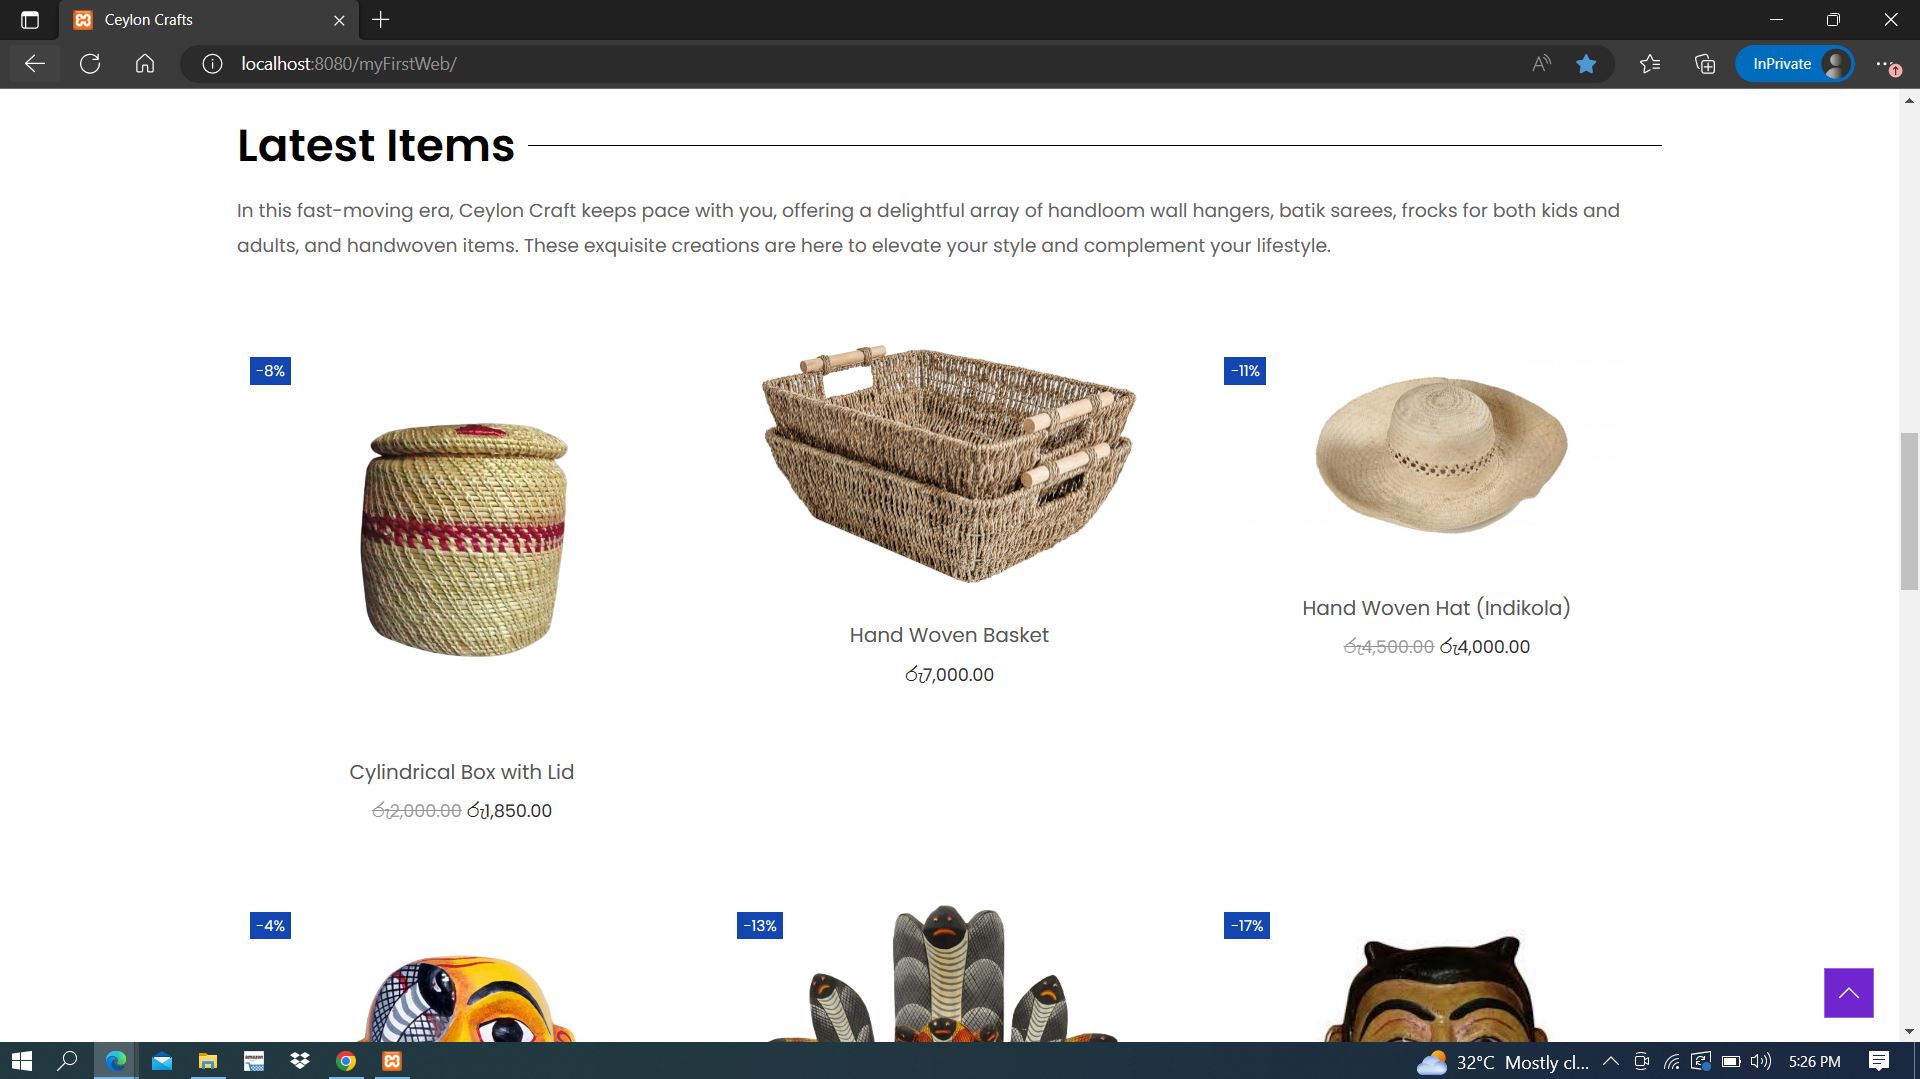 Ceylon Crafts
localhost:8080/myFirstWeb/
InPrivate
Latest Items
In this fast-moving era, Ceylon Craft keeps pace with you, offering a delightful array of handloom wall hangers, batik sarees, frocks for both kids and
adults, and handwoven items. These exquisite creations are here to elevate your style and complement your lifestyle.
-8%
-11%
Hand Woven Hat (Indikola)
රු4,500.00 රු4,000.00
Hand Woven Basket
රු7,000.00
Cylindrical Box with Lid
රු2,000.00 රු1,850.00
-4%
-13%
-17%
32°C Mostly cl...
5:26 PM